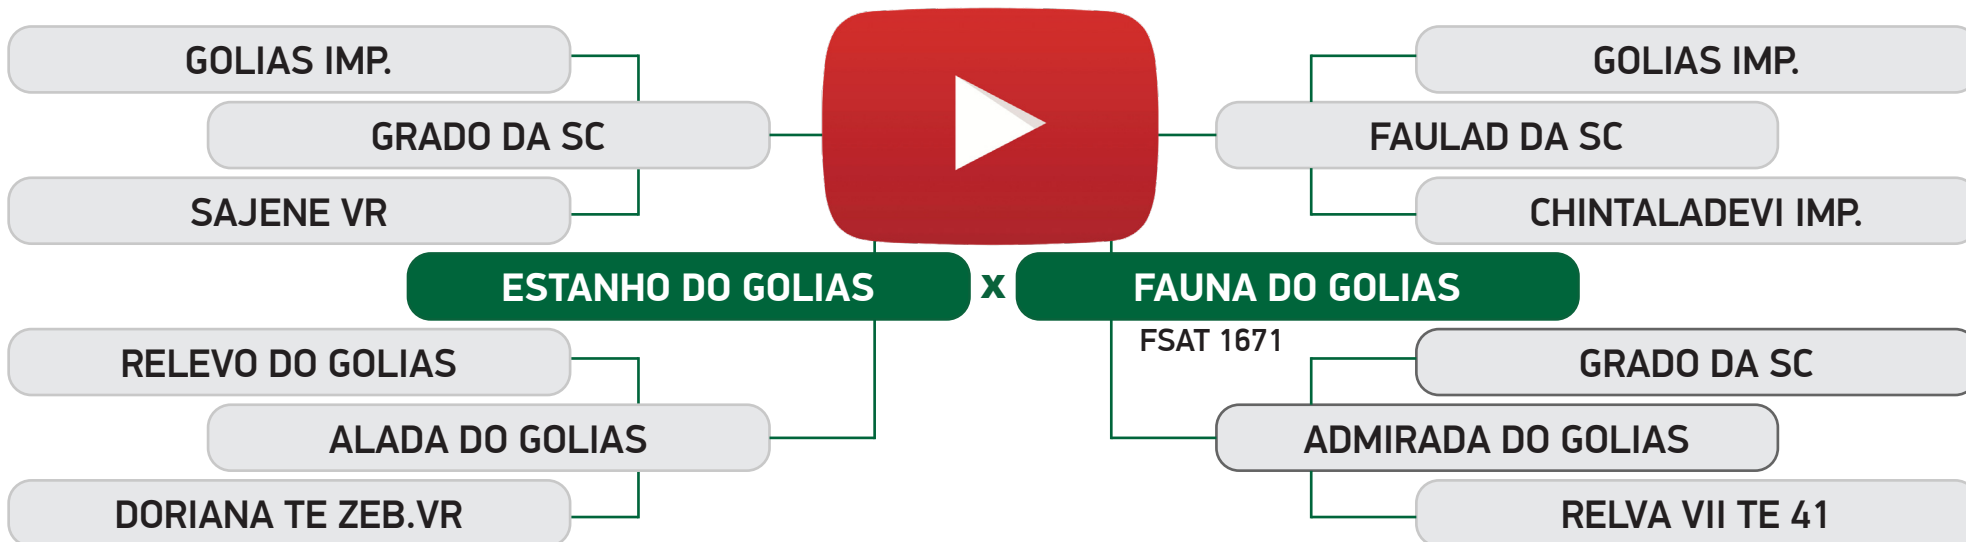 GOLIAS IMP.
GOLIAS IMP.
GRADO DA SC
FAULAD DA SC
SAJENE VR
CHINTALADEVI IMP.
ESTANHO DO GOLIAS x FAUNA DO GOLIAS
FSAT 1671
RELEVO DO GOLIAS
GRADO DA SC
ALADA DO GOLIAS
ADMIRADA DO GOLIAS
DORIANA TE ZEB.VR
RELVA VII TE 41